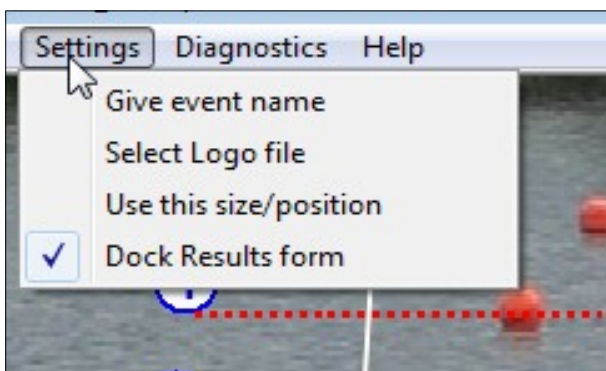 Settings Diagnostics Help
Give event name
Select Logo file
Use this size/position
Dock Results form